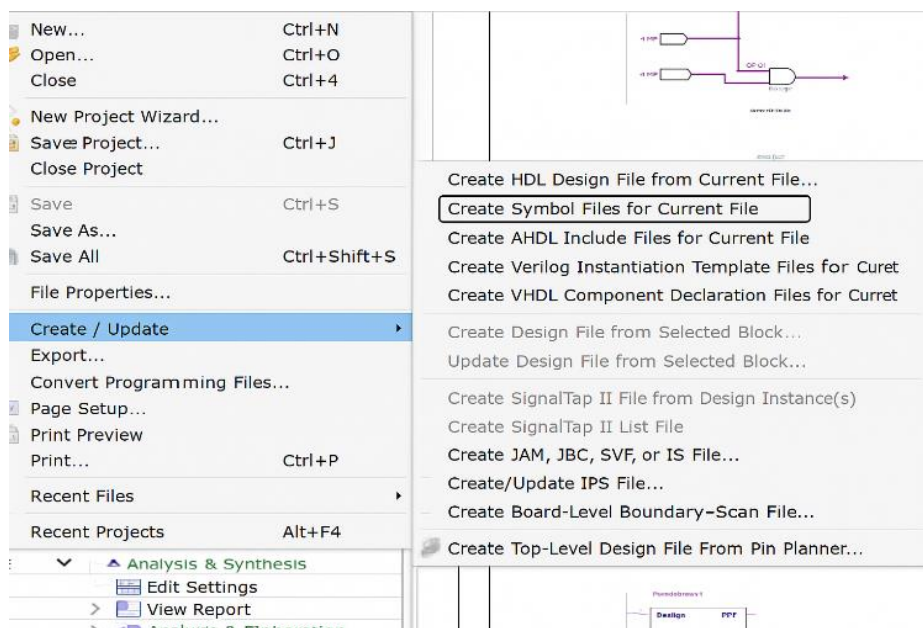 New... Ctrl+N
Open... Ctrl+O
Close Ctrl+4
New Project Wizard...
Save Project... Ctrl+J
Close Project
Save Ctrl+S
Save As...
Save All Ctrl+Shift+S
File Properties...
Create / Update
Export...
Convert Programming Files...
Page Setup...
Print Preview
Print... Ctrl+P
Recent Files
Recent Projects Alt+F4
Create HDL Design File from Current File...
Create Symbol Files for Current File
Create AHDL Include Files for Current File
Create Verilog Instantiation Template Files for Curet
Create VHDL Component Declaration Files for Curret
Create Design File from Selected Block...
Update Design File from Selected Block...
Create SignalTap II File from Design Instance(s)
Create SignalTap II List File
Create JAM, JBC, SVF, or IS File...
Create/Update IPS File...
Create Board-Level Boundary-Scan File...
Create Top-Level Design File From Pin Planner...
Analysis & Synthesis
Edit Settings
View Report
Design PPF